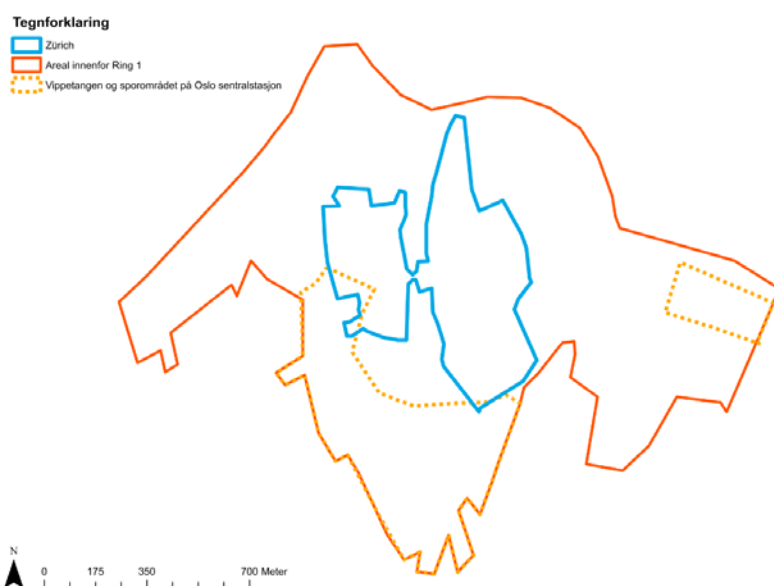 Tegnforklaring
Zürich
Areal innenfor Ring 1
Vippetangen og sporområdet på Oslo sentralstasjon
N
0 175 350 700 Meter